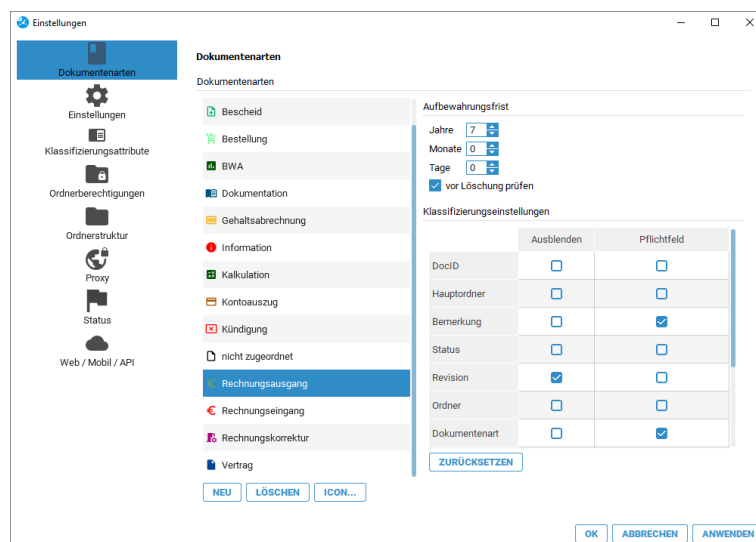 Einstellungen
Dokumentenarten
Einstellungen
Klassifizierungsattribute
Ordnerberechtigungen
Ordnerstruktur
Proxy
Status
Web / Mobil / API
Dokumentenarten
Dokumentenarten
Bescheid
Bestellung
BWA
Dokumentation
Gehaltsabrechnung
Information
Kalkulation
Kontoauszug
Kündigung
nicht zugeordnet
Rechnungsausgang
Rechnungseingang
Rechnungskorrektur
Vertrag
NEU LÖSCHEN ICON...
Aufbewahrungsfrist
Jahre 7
Monate 0
Tage 0
vor Löschung prüfen
Klassifizierungseinstellungen
Ausblenden Pflichtfeld
DocID
Hauptordner
Bemerkung
Status
Revision
Ordner
Dokumentenart
ZURÜCKSETZEN
OK ABBRECHEN ANWENDEN